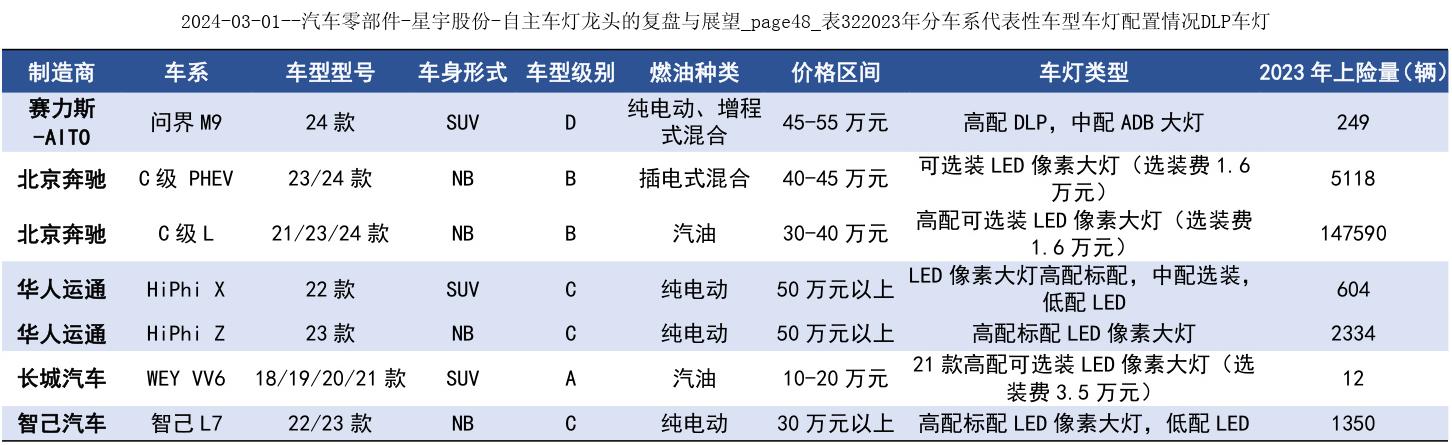 2024-03-01--汽车零部件-星宇股份-自主车灯龙头的复盘与展望_page48_表322023年分车系代表性车型车灯配置情况DLP车灯
制造商 车系 车型型号 车身形式 车型级别 燃油种类 价格区间 车灯类型 2023 年上险量（辆）
赛力斯-AITO 问界 M9 24 款 SUV D 纯电动、增程式混合 45-55 万元 高配 DLP，中配 ADB 大灯 249
北京奔驰 C 级 PHEV 23/24 款 NB B 插电式混合 40-45 万元 可选装 LED 像素大灯（选装费 1.6 万元） 5118
北京奔驰 C 级 L 21/23/24 款 NB B 汽油 30-40 万元 高配可选装 LED 像素大灯（选装费 1.6 万元） 147590
华人运通 HiPhi X 22 款 SUV C 纯电动 50 万元以上 LED 像素大灯高配标配，中配选装，低配 LED 604
华人运通 HiPhi Z 23 款 NB C 纯电动 50 万元以上 高配标配 LED 像素大灯 2334
长城汽车 WEY VV6 18/19/20/21 款 SUV A 汽油 10-20 万元 21 款高配可选装 LED 像素大灯（选装费 3.5 万元） 12
智己汽车 智己 L7 22/23 款 NB C 纯电动 30 万元以上 高配标配 LED 像素大灯，低配 LED 1350